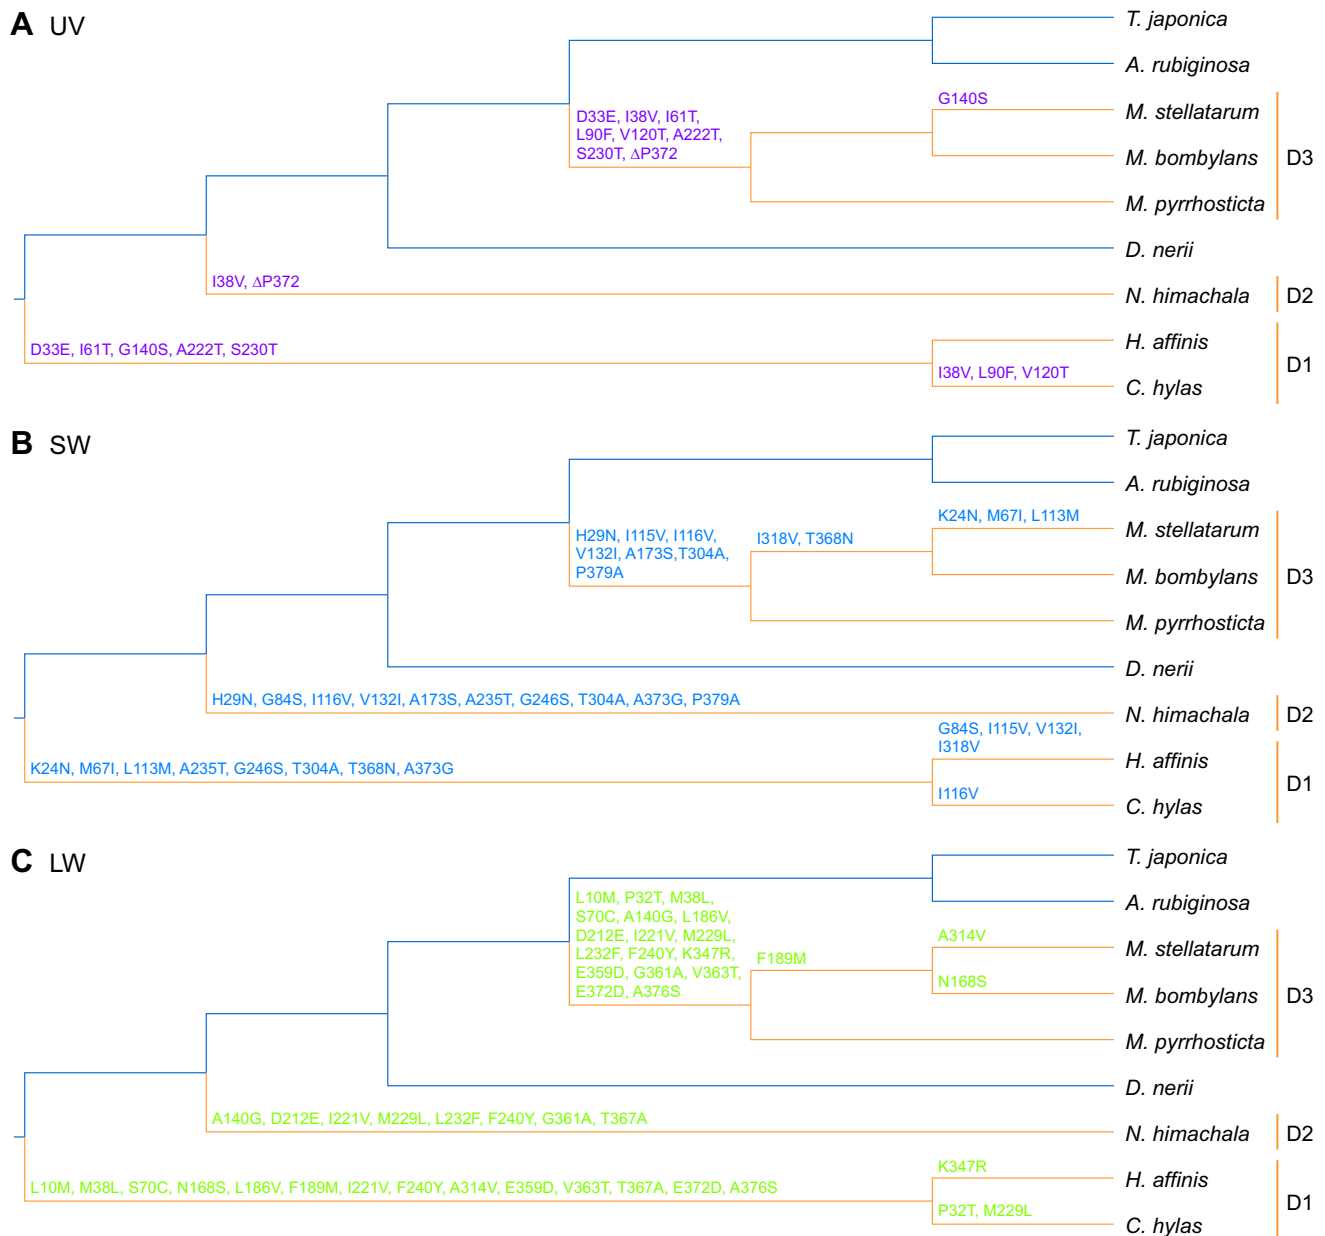 A UV
T. japonica
A. rubiginosa
G140S
M. stellatarum
D33E, I38V, I61T,
L90F, V120T, A222T,
S230T, ΔP372
M. bombylans
D3
M. pyrrhosticta
D. nerii
I38V, ΔP372
N. himachala
D2
D33E, I61T, G140S, A222T, S230T
H. affinis
D1
I38V, L90F, V120T
C. hylas
B SW
T. japonica
A. rubiginosa
K24N, M67I, L113M
M. stellatarum
H29N, I115V, I116V,
V132I, A173S,T304A,
P379A
I318V, T368N
M. bombylans
D3
M. pyrrhosticta
D. nerii
H29N, G84S, I116V, V132I, A173S, A235T, G246S, T304A, A373G, P379A
N. himachala
D2
G84S, I115V, V132I,
I318V
H. affinis
K24N, M67I, L113M, A235T, G246S, T304A, T368N, A373G
D1
I116V
C. hylas
C LW
T. japonica
A. rubiginosa
L10M, P32T, M38L,
S70C, A140G, L186V,
D212E, I221V, M229L,
L232F, F240Y, K347R,
E359D, G361A, V363T,
E372D, A376S
F189M
A314V
M. stellatarum
N168S
M. bombylans
D3
M. pyrrhosticta
D. nerii
A140G, D212E, I221V, M229L, L232F, F240Y, G361A, T367A
N. himachala
D2
K347R
H. affinis
L10M, M38L, S70C, N168S, L186V, F189M, I221V, F240Y, A314V, E359D, V363T, T367A, E372D, A376S
D1
P32T, M229L
C. hylas